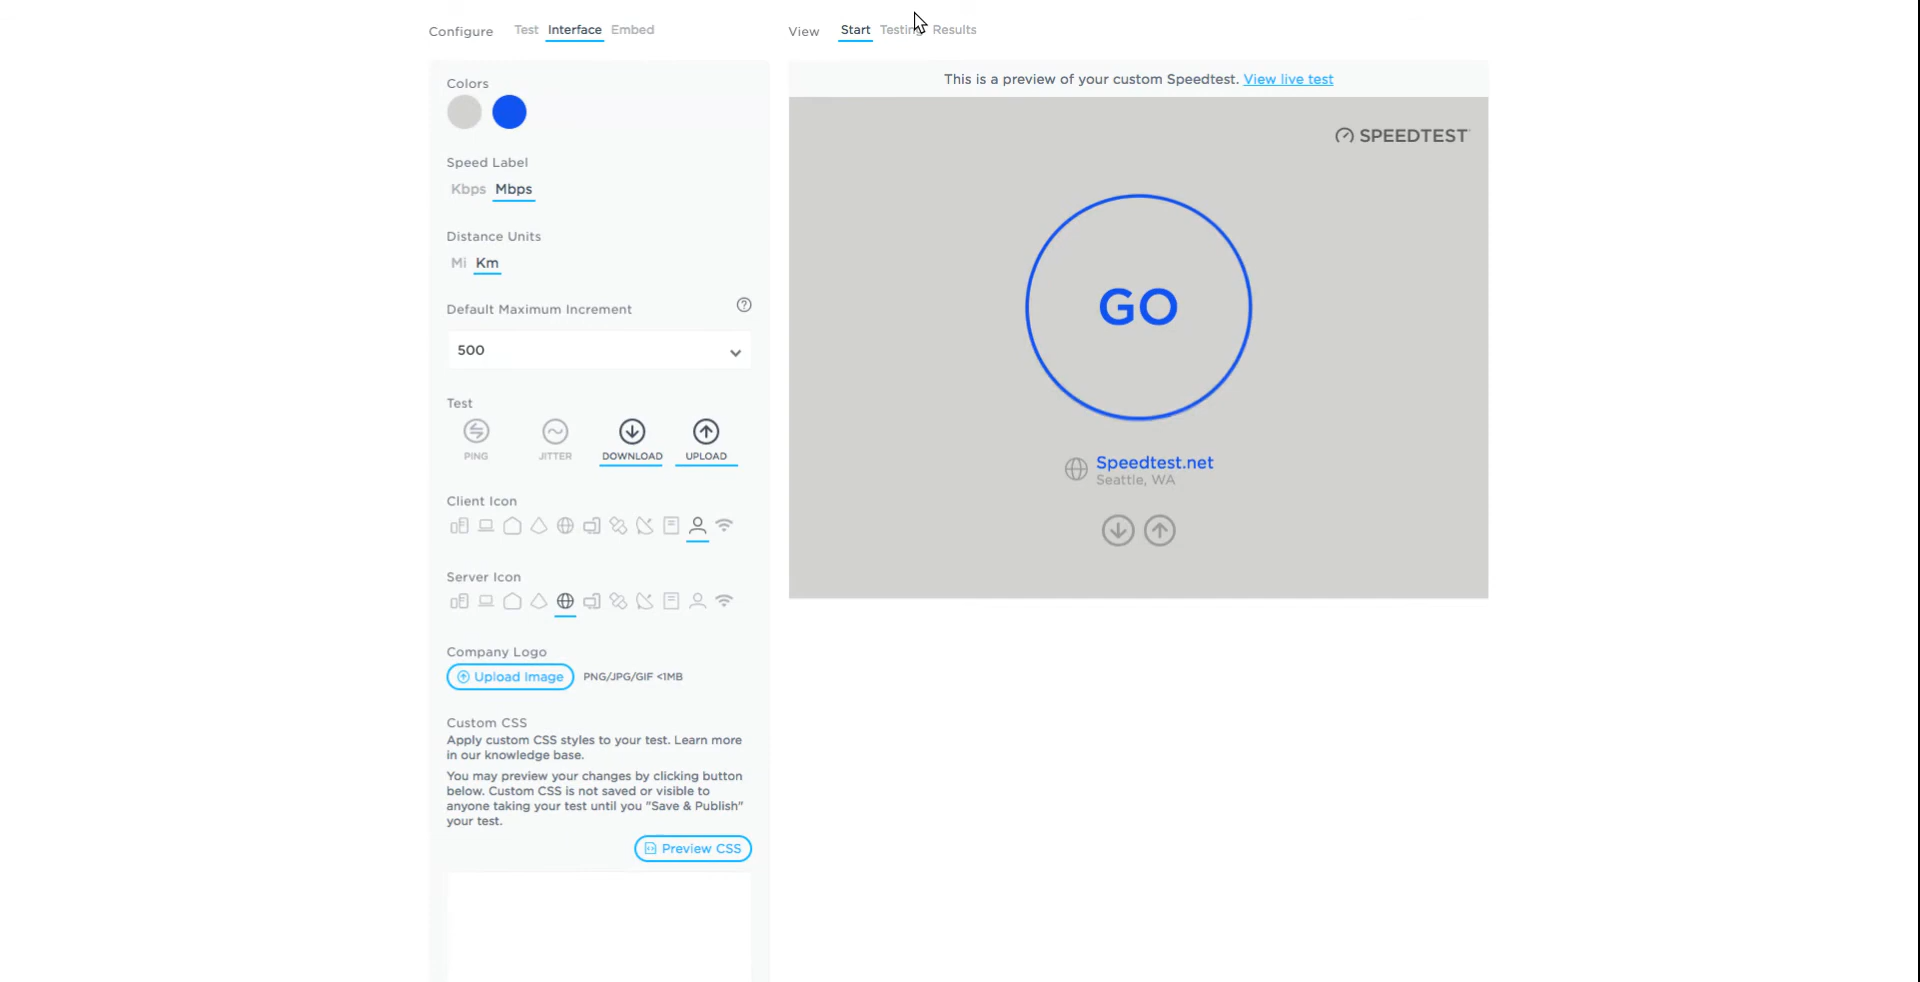 Configure Test Interface Embed
View Start Testing Results
Colors
Speed Label
Kbps Mbps
Distance Units
Mi Km
Default Maximum Increment ?
500
Test
PING JITTER DOWNLOAD UPLOAD
Client Icon
Server Icon
Company Logo
Upload Image PNG/JPG/GIF <1MB
Custom CSS
Apply custom CSS styles to your test. Learn more
in our knowledge base.
You may preview your changes by clicking button
below. Custom CSS is not saved or visible to
anyone taking your test until you "Save & Publish"
your test.
Preview CSS
This is a preview of your custom Speedtest. View live test
SPEEDTEST
GO
Speedtest.net
Seattle, WA